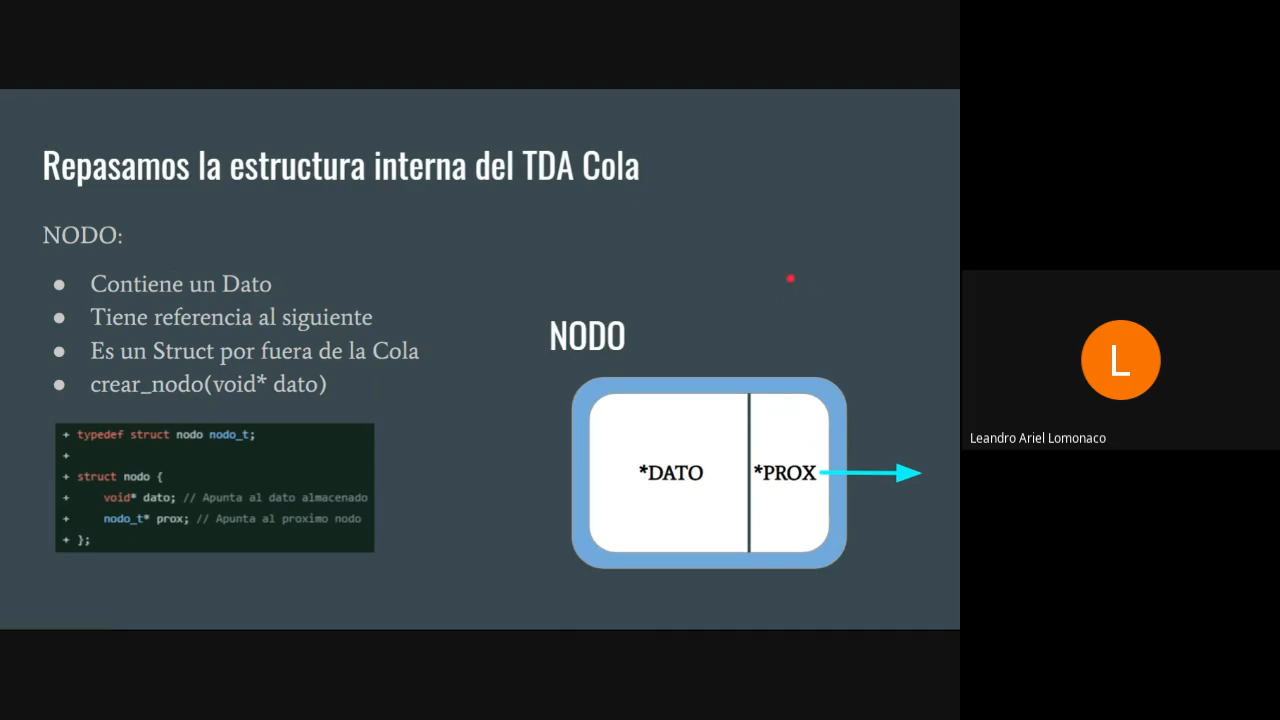 Repasamos la estructura interna del TDA Cola
NODO:
● Contiene un Dato
● Tiene referencia al siguiente
● Es un Struct por fuera de la Cola
● crear_nodo(void* dato)
+ typedef struct nodo nodo_t;
+
+ struct nodo {
+ void* dato; // Apunta al dato almacenado
+ nodo_t* prox; // Apunta al proximo nodo
+ };
NODO
*DATO
*PROX
L
Leandro Ariel Lomonaco